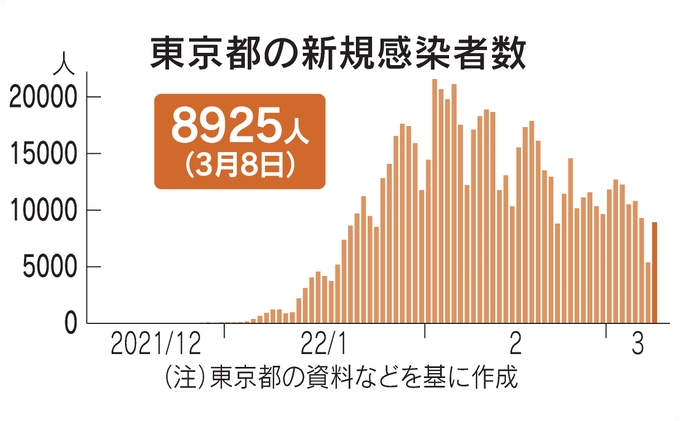 東京都の新規感染者数
人
20000
15000
10000
5000
0
8925人
(3月8日)
2021/12 22/1 2 3
(注)東京都の資料などを基に作成